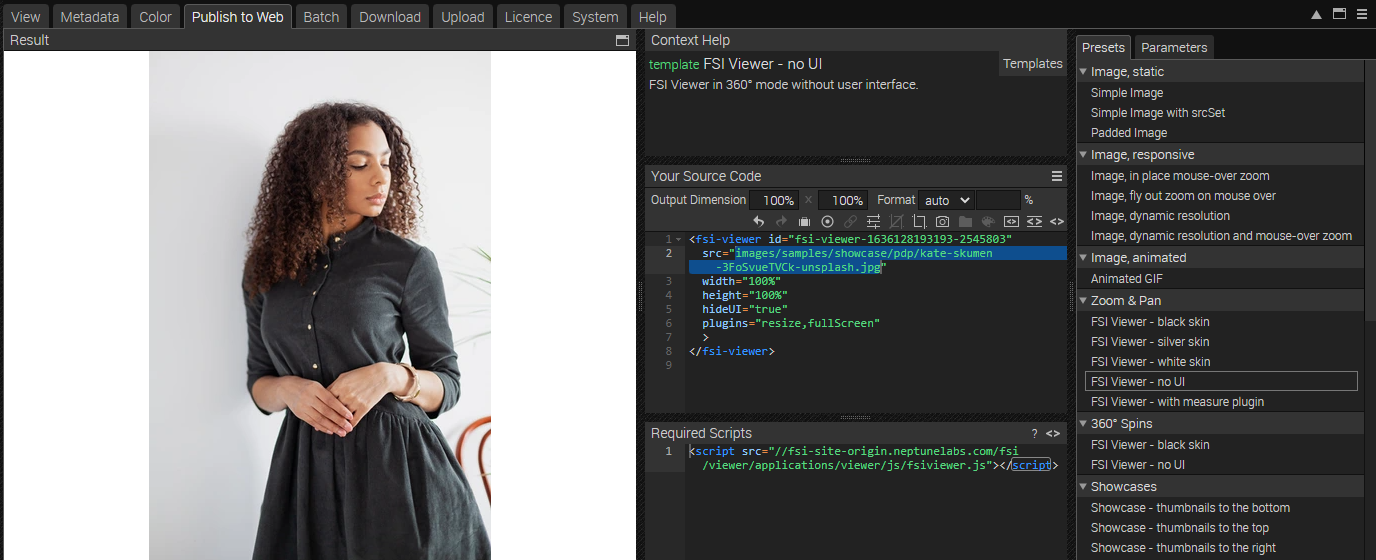 View Metadata Color Publish to Web Batch Download Upload Licence System Help
Result
Context Help
template FSI Viewer - no UI
Templates
FSI Viewer in 360° mode without user interface.
Your Source Code
Output Dimension 100% x 100% Format auto %
1 <fsi-viewer id="fsi-viewer-1636128193193-2545803"
2 src="images/samples/showcase/pdp/kate-skumen
-3FoSvueTVCk-unsplash.jpg"
3 width="100%"
4 height="100%"
5 hideUI="true"
6 plugins="resize,fullScreen"
7 >
8 </fsi-viewer>
9
Required Scripts ? <>
1 <script src="//fsi-site-origin.neptunelabs.com/fsi
/viewer/applications/viewer/js/fsiviewer.js"></script>
Presets Parameters
Image, static
Simple Image
Simple Image with srcSet
Padded Image
Image, responsive
Image, in place mouse-over zoom
Image, fly out zoom on mouse over
Image, dynamic resolution
Image, dynamic resolution and mouse-over zoom
Image, animated
Animated GIF
Zoom & Pan
FSI Viewer - black skin
FSI Viewer - silver skin
FSI Viewer - white skin
FSI Viewer - no UI
FSI Viewer - with measure plugin
360° Spins
FSI Viewer - black skin
FSI Viewer - no UI
Showcases
Showcase - thumbnails to the bottom
Showcase - thumbnails to the top
Showcase - thumbnails to the right